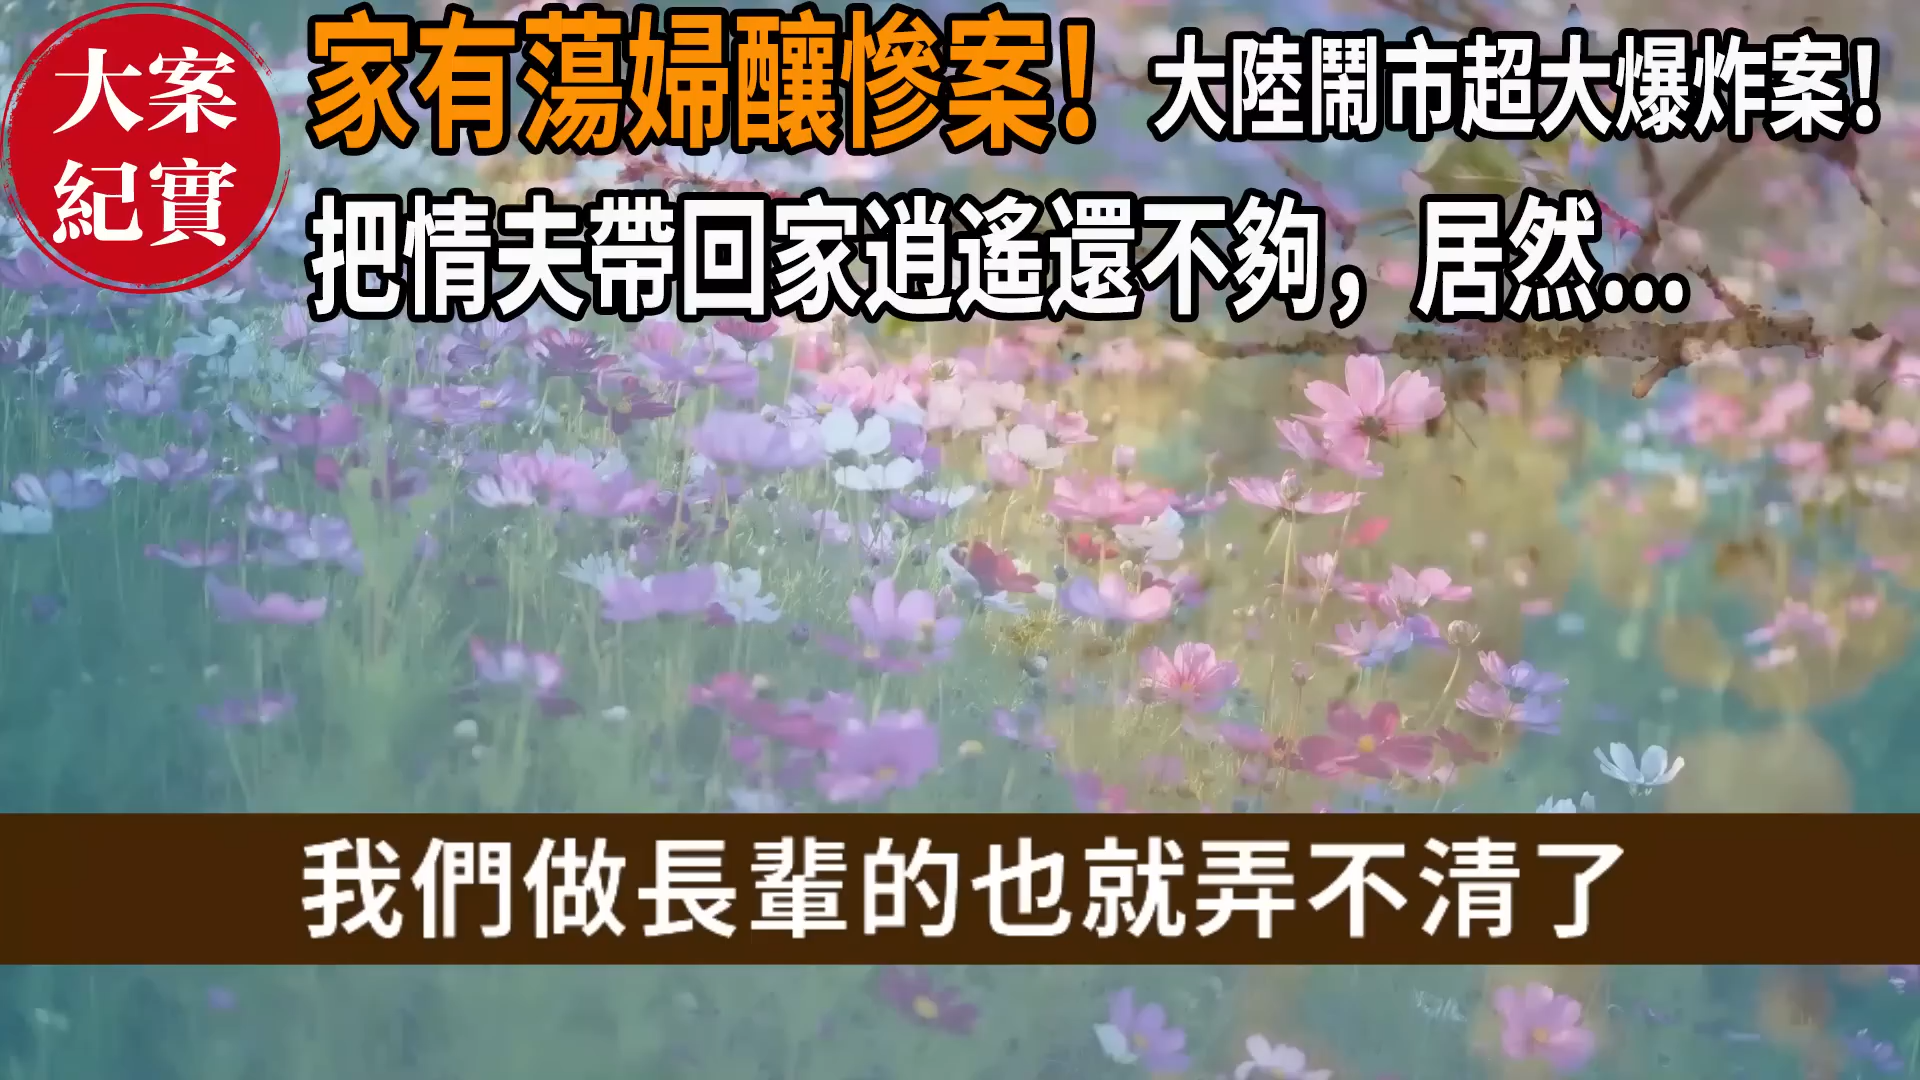 大案
紀實
家有蕩婦釀慘案！大陸鬧市超大爆炸案！
把情夫帶回家逍遙還不夠，居然...
我們做長輩的也就弄不清了